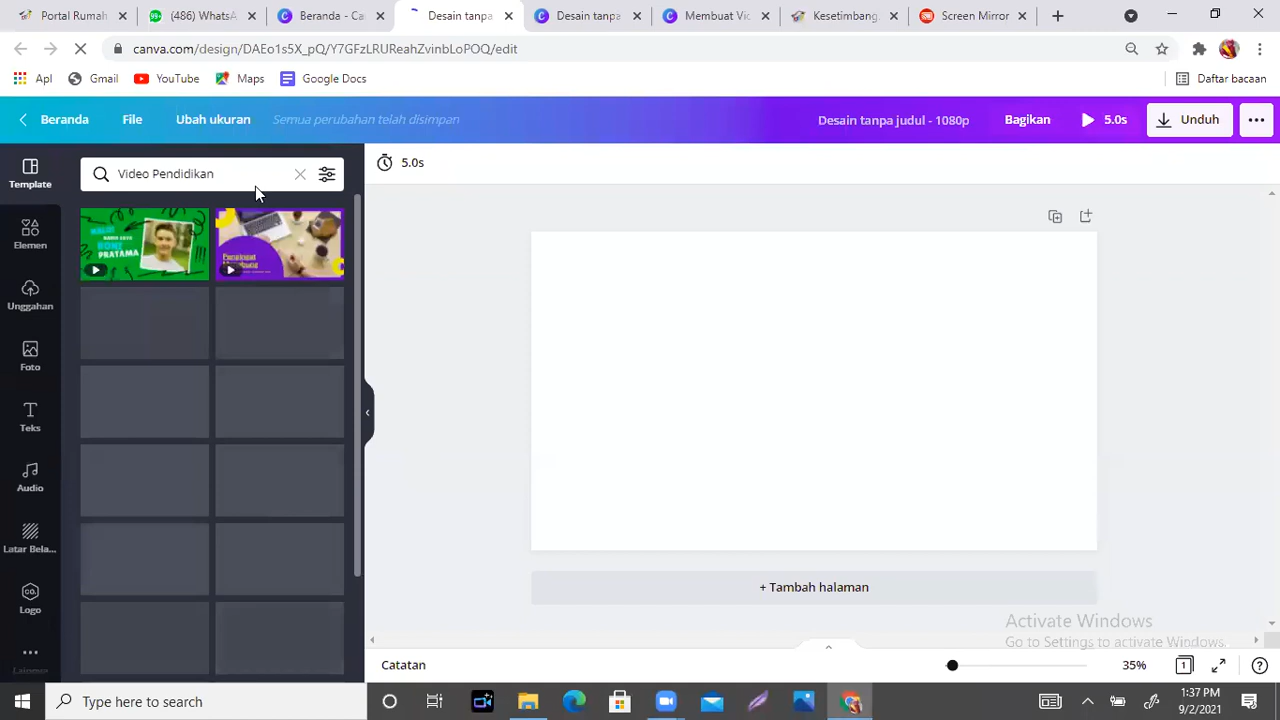 Portal Rumah
(486) WhatsA
Beranda - Can
Desain tanpa
Desain tanpa
Membuat Vid
Kesetimbang
Screen Mirror
canva.com/design/DAEo1s5X_pQ/Y7GFzLRUReahZvinbLoPOQ/edit
Apl
Gmail
YouTube
Maps
Google Docs
Daftar bacaan
Beranda
File
Ubah ukuran
Semua perubahan telah disimpan
Desain tanpa judul - 1080p
Bagikan
5.0s
Unduh
Template
Video Pendidikan
5.0s
Elemen
BONI
PRATAMA
Unggahan
Foto
Teks
Audio
Latar Bela...
CO.
Logo
+ Tambah halaman
Activate Windows
Go to Settings to activate Windows.
Catatan
35%
1
Type here to search
1:37 PM
9/2/2021